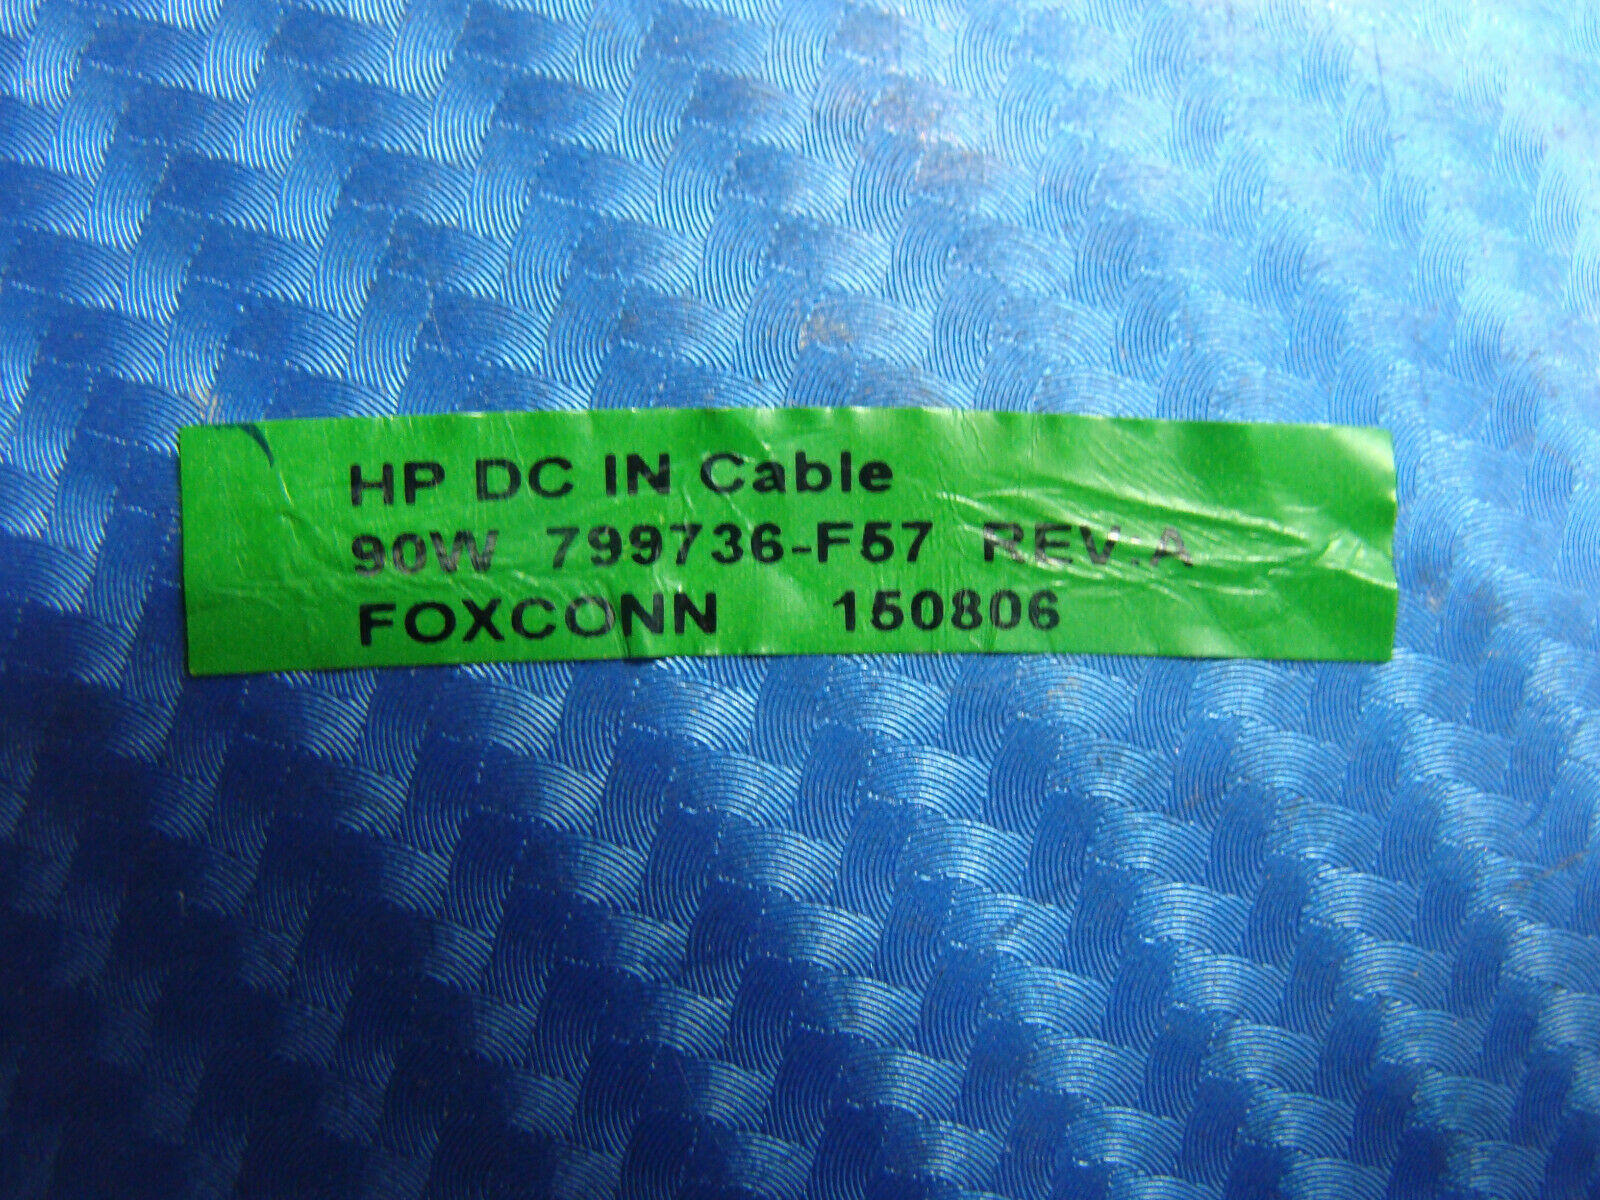 HP DC IN Cable
90W 799736-F57 REV:A
FOXCONN 150806